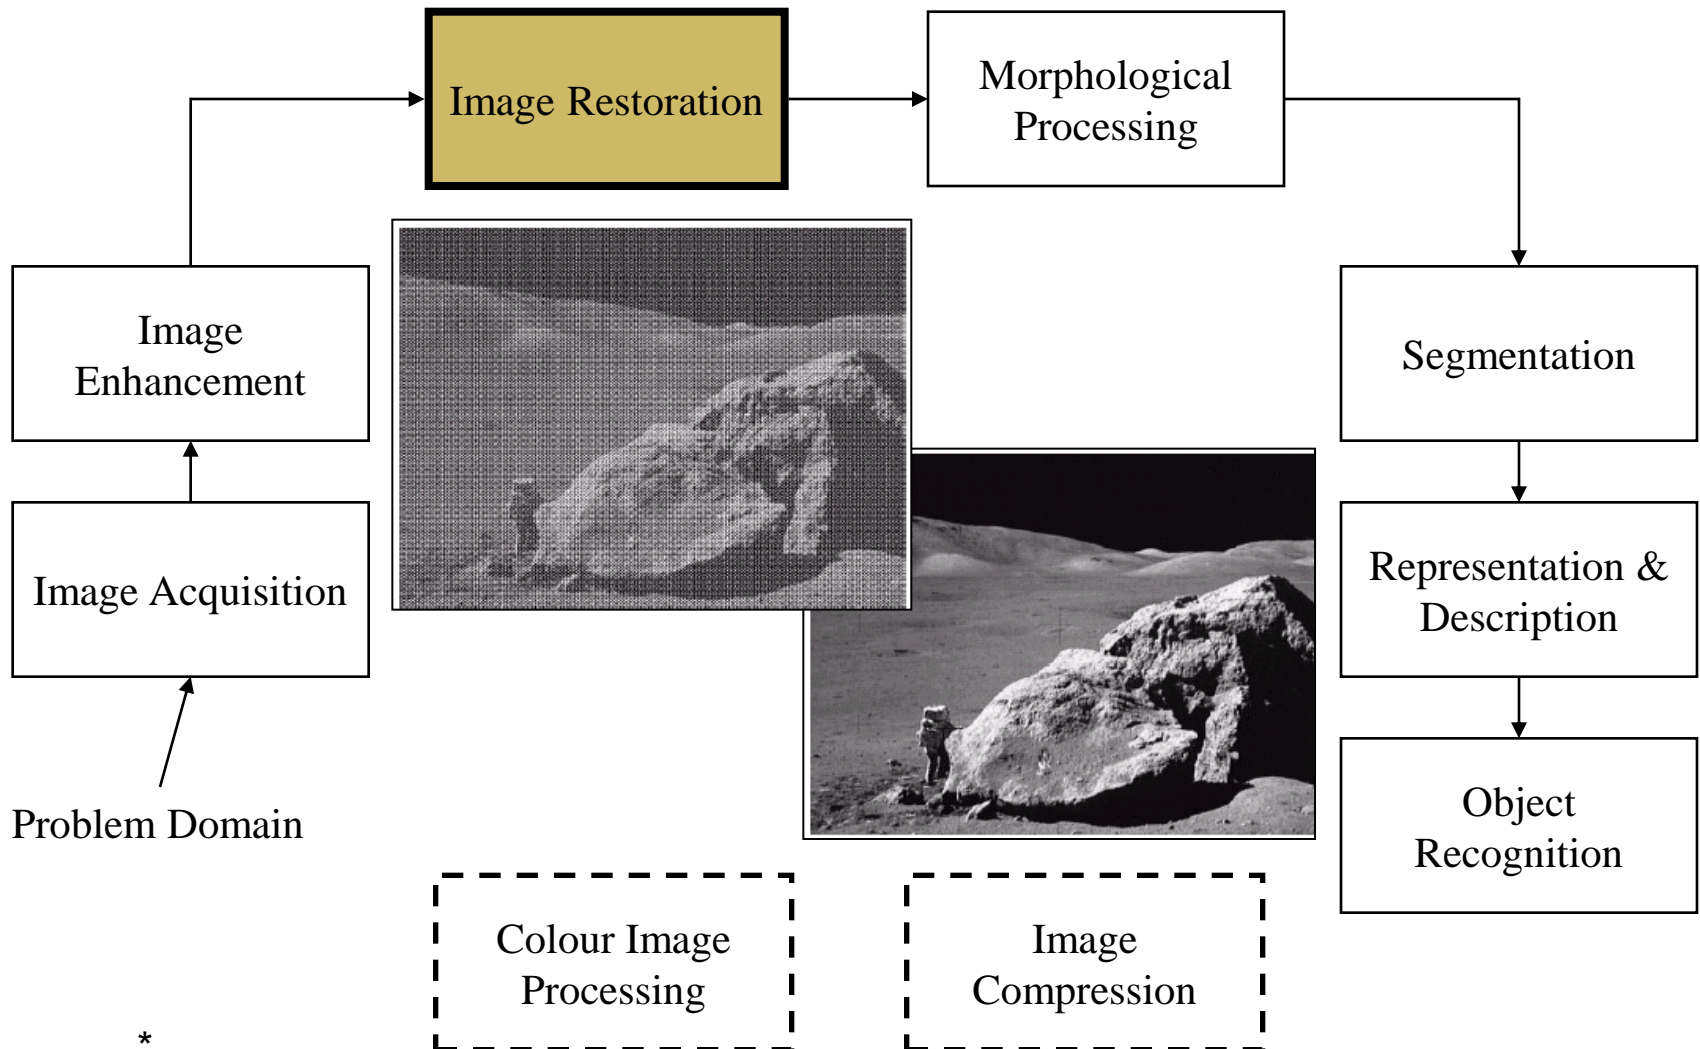 Image Restoration
Morphological
Processing
Image
Enhancement
Segmentation
Image Acquisition
Representation &
Description
Problem Domain
Object
Recognition
Colour Image
Processing
Image
Compression
*